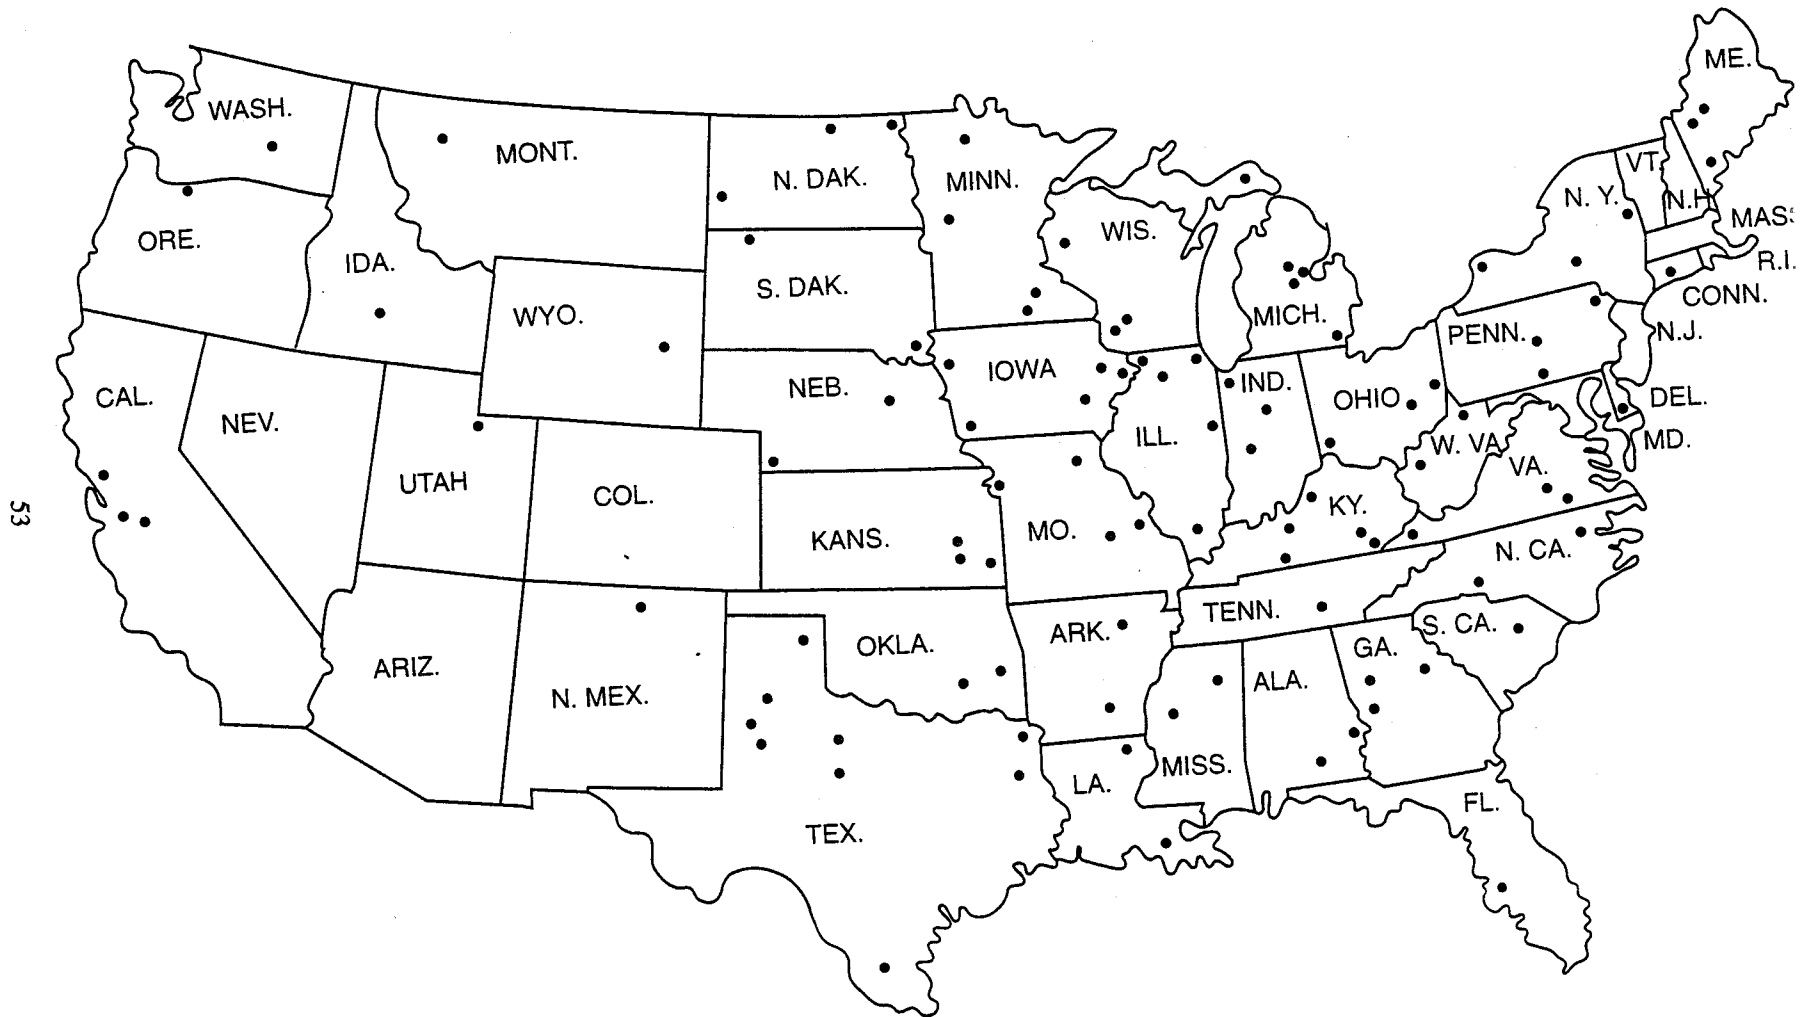 ME.
WASH.
MONT.
N. DAK.
MINN.
VT.
N. Y.
N.H.
MASS
ORE.
IDA.
WIS.
R.I.
S. DAK.
CONN.
WYO.
MICH.
PENN.
N.J.
IOWA
IND.
NEB.
OHIO
DEL.
CAL.
NEV.
ILL.
W. VA.
MD.
VA.
UTAH
COL.
KY.
53
KANS.
MO.
N. CA.
TENN.
ARK.
S. CA.
OKLA.
GA.
ARIZ.
N. MEX.
ALA.
MISS.
LA.
FL.
TEX.